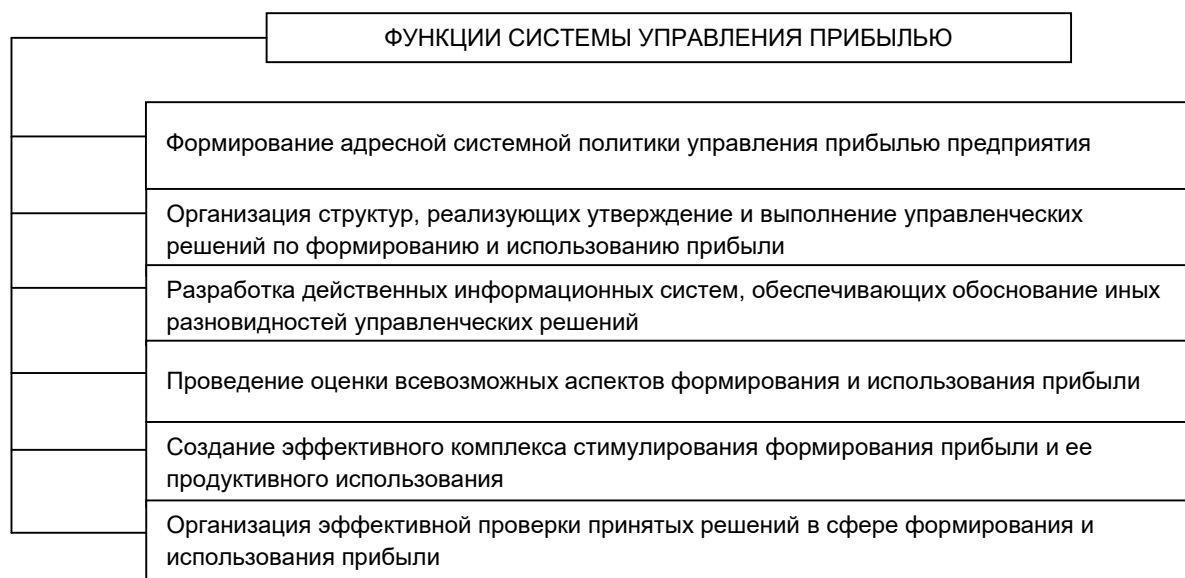 ФУНКЦИИ СИСТЕМЫ УПРАВЛЕНИЯ ПРИБЫЛЬЮ
Формирование адресной системной политики управления прибылью предприятия
Организация структур, реализующих утверждение и выполнение управленческих
решений по формированию и использованию прибыли
Разработка действенных информационных систем, обеспечивающих обоснование иных
разновидностей управленческих решений
Проведение оценки всевозможных аспектов формирования и использования прибыли
Создание эффективного комплекса стимулирования формирования прибыли и ее
продуктивного использования
Организация эффективной проверки принятых решений в сфере формирования и
использования прибыли